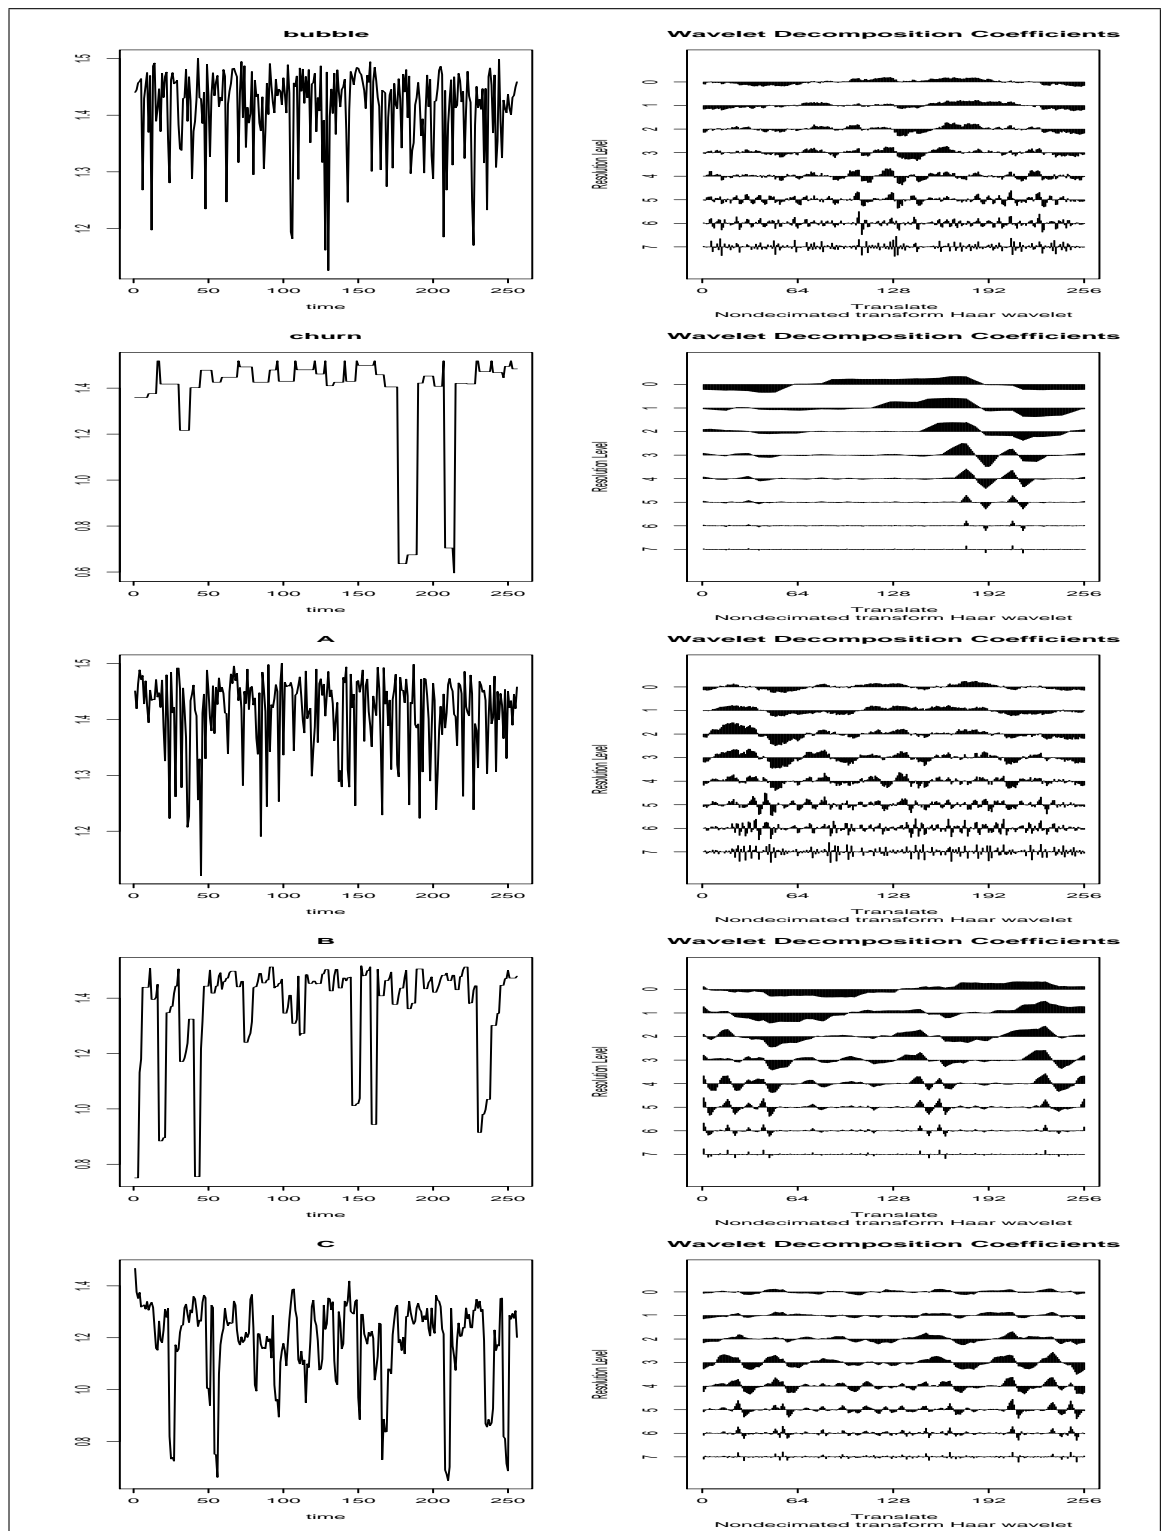 bubble
1.5
1.4
1.3
1.2
0 50 100 150 200 250
time
Wavelet Decomposition Coefficients
Resolution Level
0
1
2
3
4
5
6
7
0 64 128 192 256
Translate
Nondecimated transform Haar wavelet
churn
1.4
1.2
1.0
0.8
0.6
0 50 100 150 200 250
time
Wavelet Decomposition Coefficients
Resolution Level
0
1
2
3
4
5
6
7
0 64 128 192 256
Translate
Nondecimated transform Haar wavelet
A
1.5
1.4
1.3
1.2
0 50 100 150 200 250
time
Wavelet Decomposition Coefficients
Resolution Level
0
1
2
3
4
5
6
7
0 64 128 192 256
Translate
Nondecimated transform Haar wavelet
B
1.4
1.2
1.0
0.8
0 50 100 150 200 250
time
Wavelet Decomposition Coefficients
Resolution Level
0
1
2
3
4
5
6
7
0 64 128 192 256
Translate
Nondecimated transform Haar wavelet
C
1.4
1.2
1.0
0.8
0 50 100 150 200 250
time
Wavelet Decomposition Coefficients
Resolution Level
0
1
2
3
4
5
6
7
0 64 128 192 256
Translate
Nondecimated transform Haar wavelet